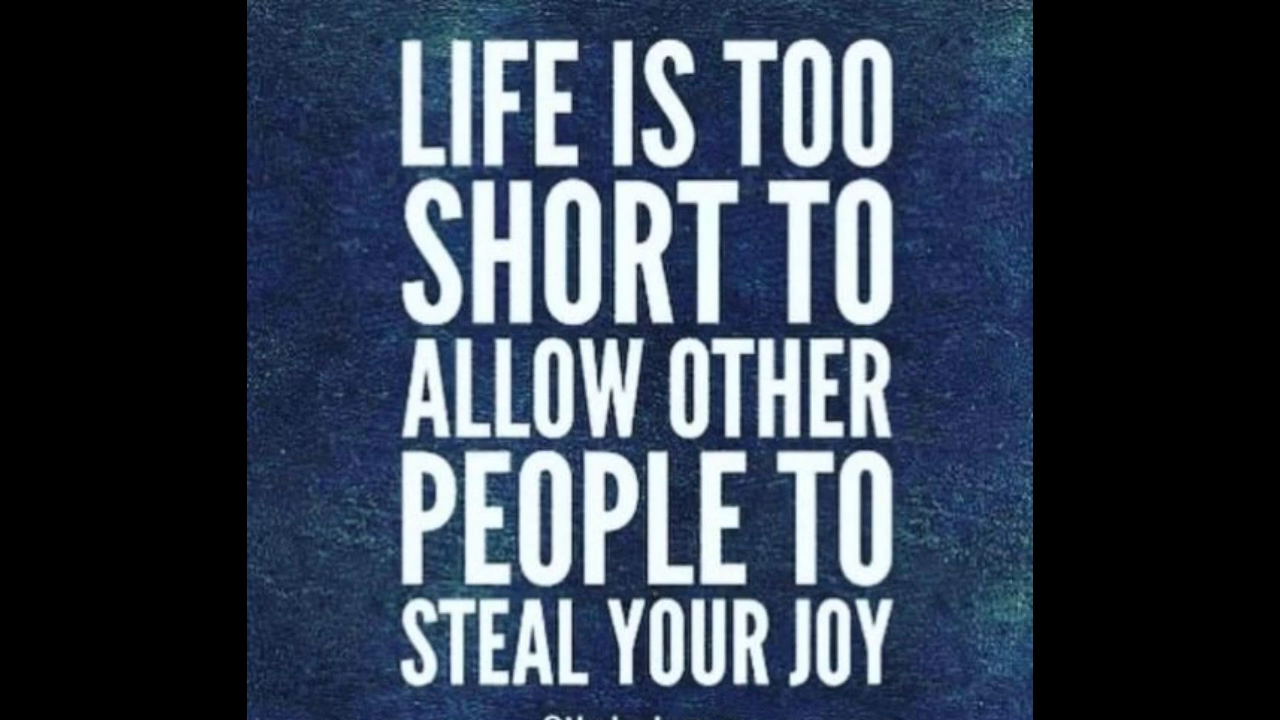 LIFE IS TOO
SHORT TO
ALLOW OTHER
PEOPLE TO
STEAL YOUR JOY